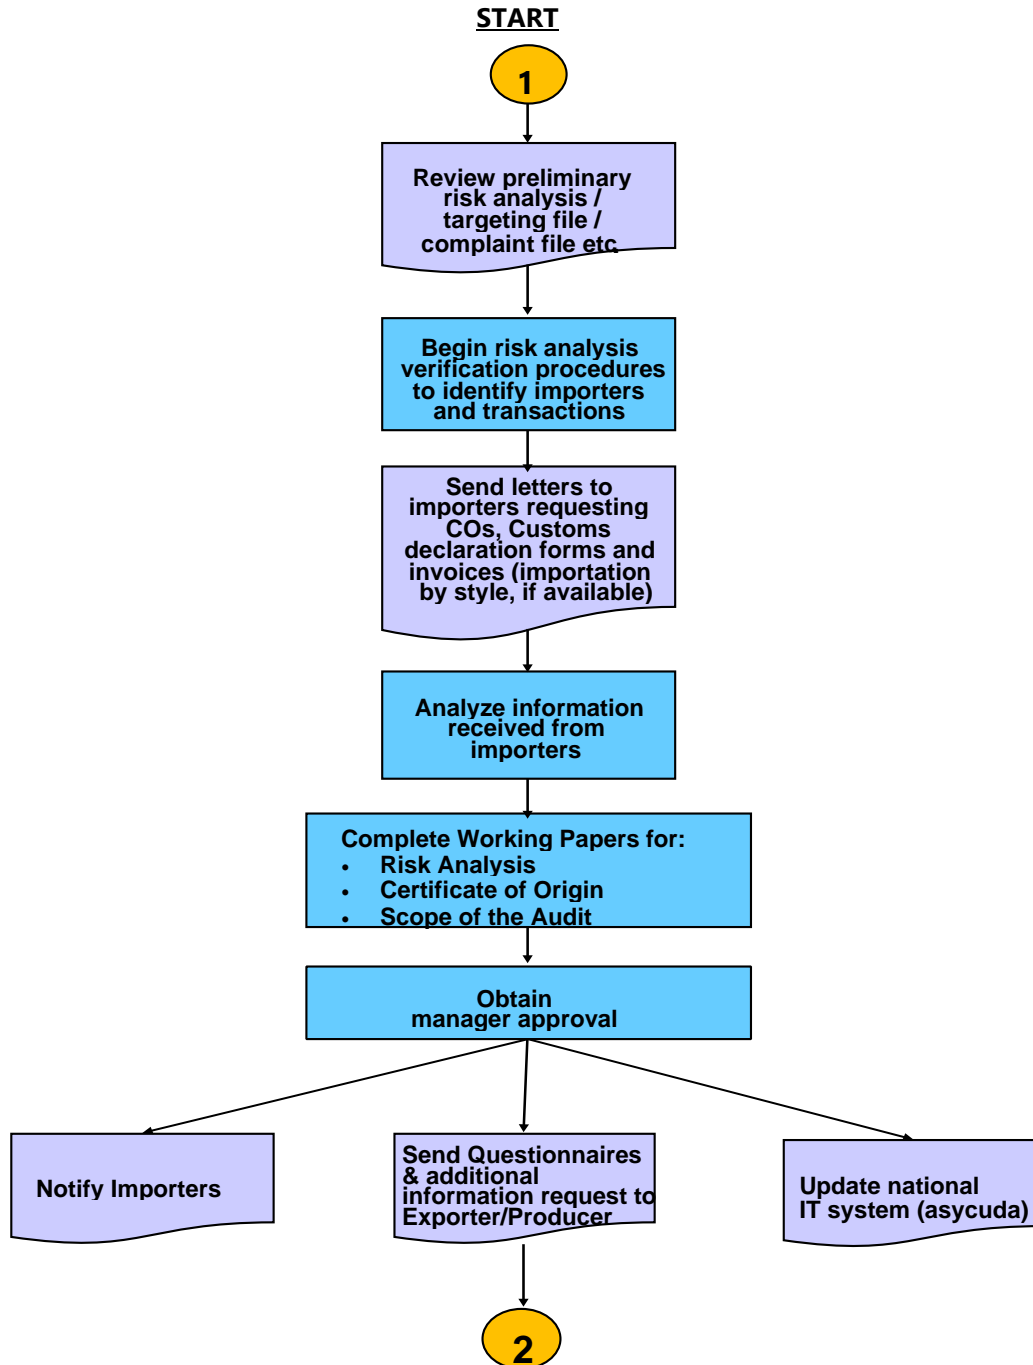 START
1
Review preliminary
risk analysis /
targeting file /
complaint file etc.
Begin risk analysis
verification procedures
to identify importers
and transactions
Send letters to
importers requesting
COs, Customs
declaration forms and
invoices (importation
by style, if available)
Analyze information
received from
importers
Complete Working Papers for:
• Risk Analysis
• Certificate of Origin
• Scope of the Audit
Obtain
manager approval
Notify Importers
Send Questionnaires
& additional
information request to
Exporter/Producer
Update national
IT system (asycuda)
2